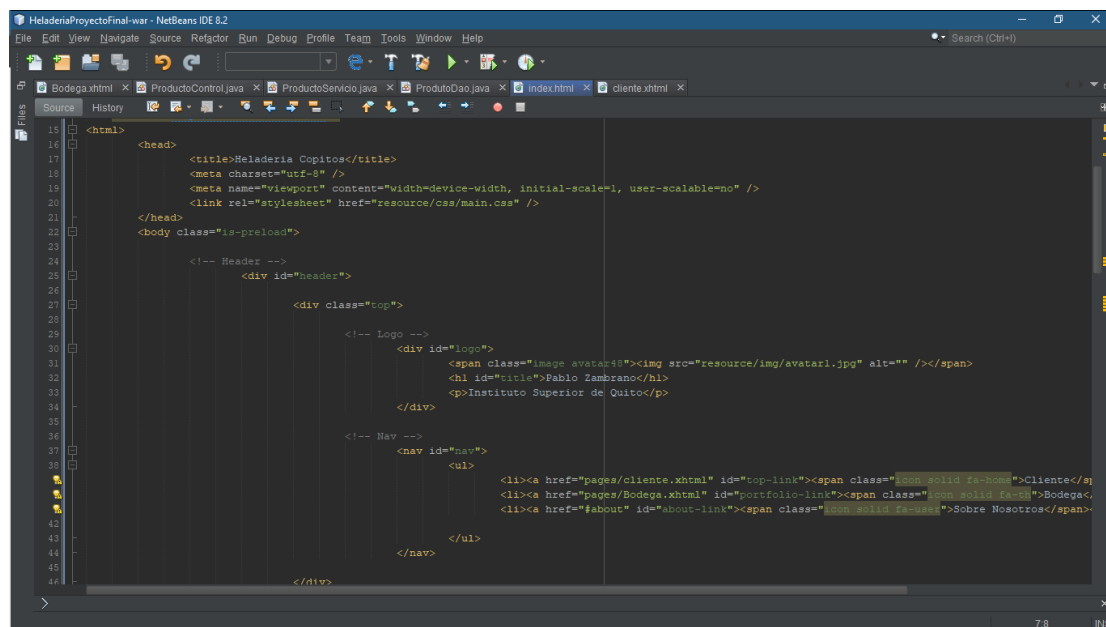 HeladeriaProyectoFinal-war - NetBeans IDE 8.2
File Edit View Navigate Source Refactor Run Debug Profile Team Tools Window Help
Search (Ctrl+I)
Bodega.xhtml ProductoControl.java ProductoServicio.java ProdutoDao.java index.html cliente.xhtml
Files
Source History
15 <html>
16 <head>
17 <title>Heladeria Copitos</title>
18 <meta charset="utf-8" />
19 <meta name="viewport" content="width=device-width, initial-scale=1, user-scalable=no" />
20 <link rel="stylesheet" href="resource/css/main.css" />
21 </head>
22 <body class="is-preload">
23
24 <!-- Header -->
25 <div id="header">
26
27 <div class="top">
28
29 <!-- Logo -->
30 <div id="logo">
31 <span class="image avatar48"><img src="resource/img/avatar1.jpg" alt="" /></span>
32 <h1 id="title">Pablo Zambrano</h1>
33 <p>Instituto Superior de Quito</p>
34 </div>
35
36 <!-- Nav -->
37 <nav id="nav">
38 <ul>
<li><a href="pages/cliente.xhtml" id="top-link"><span class="icon solid fa-home">Cliente</sp
<li><a href="pages/Bodega.xhtml" id="portfolio-link"><span class="icon solid fa-th">Bodega</
<li><a href="#about" id="about-link"><span class="icon solid fa-user">Sobre Nosotros</span><
42
43 </ul>
44 </nav>
45
46 </div>
7:8 IN